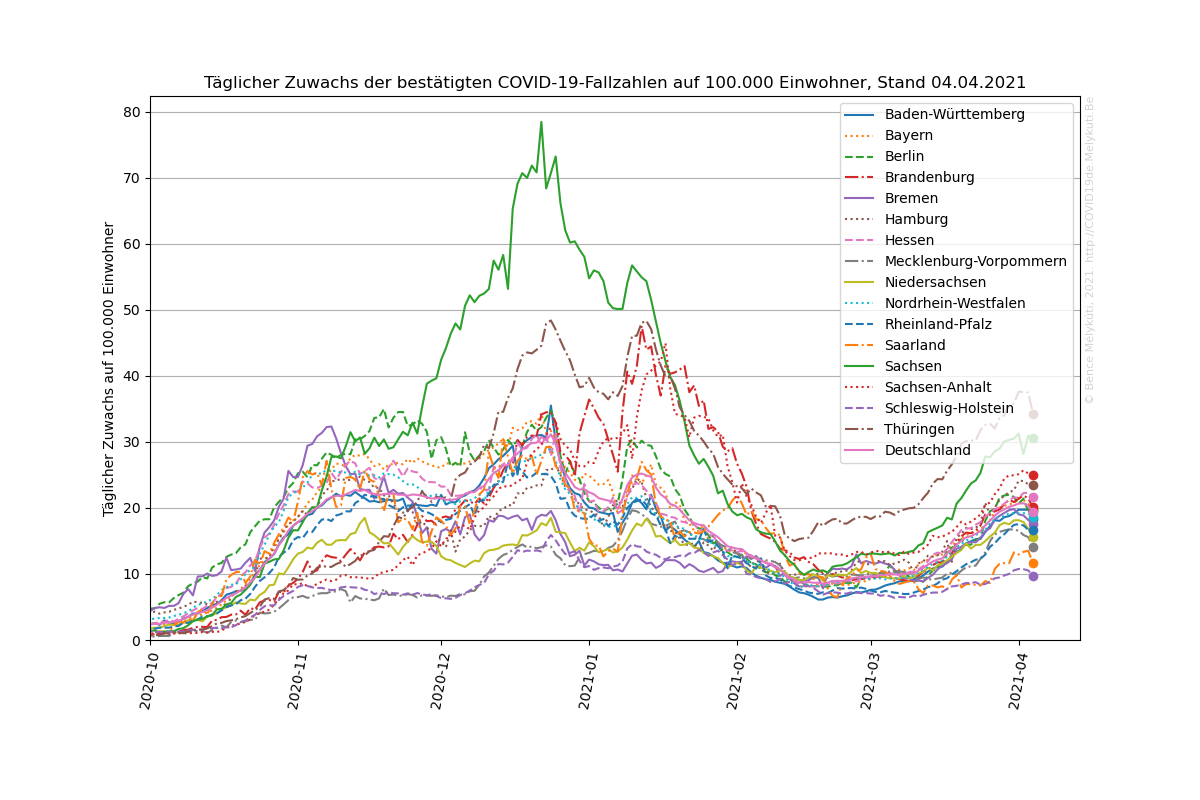 Täglicher Zuwachs der bestätigten COVID-19-Fallzahlen auf 100.000 Einwohner, Stand 04.04.2021
Täglicher Zuwachs auf 100.000 Einwohner
80
70
60
50
40
30
20
10
0
2020-10
2020-11
2020-12
2021-01
2021-02
2021-03
2021-04
Baden-Württemberg
Bayern
Berlin
Brandenburg
Bremen
Hamburg
Hessen
Mecklenburg-Vorpommern
Niedersachsen
Nordrhein-Westfalen
Rheinland-Pfalz
Saarland
Sachsen
Sachsen-Anhalt
Schleswig-Holstein
Thüringen
Deutschland
© Bence Mélykúti, 2021. http://COVID19de.Melykuti.Be